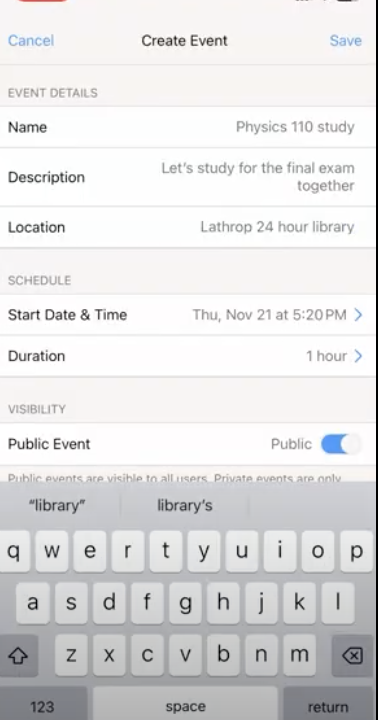 Cancel Create Event Save
EVENT DETAILS
Name Physics 110 study
Description Let's study for the final exam
together
Location Lathrop 24 hour library
SCHEDULE
Start Date & Time Thu, Nov 21 at 5:20 PM
Duration 1 hour
VISIBILITY
Public Event Public
Public events are visible to all users. Private events are only
“library” library's
q w e r t y u i o p
a s d f g h j k l
z x c v b n m
123 space return